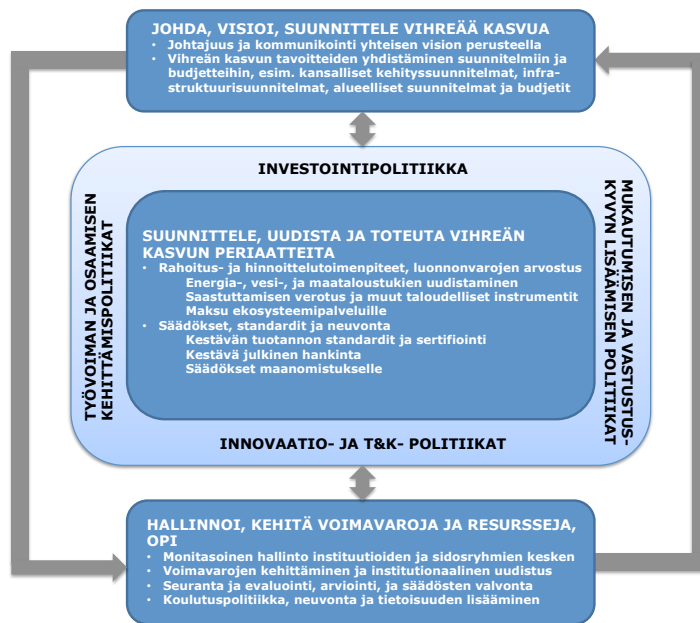 JOHDA, VISIOI, SUUNNITTELE VIHREÄÄ KASVUA
• Johtajuus ja kommunikointi yhteisen vision perusteella
• Vihreän kasvun tavoitteiden yhdistäminen suunnitelmiin ja
budjetteihin, esim. kansalliset kehityssuunnitelmat, infra-
struktuurisuunnitelmat, alueelliset suunnitelmat ja budjetit
INVESTOINTIPOLITIIKKA
TYÖVOIMAN JA OSAAMISEN
KEHITTÄMISPOLITIIKAT
SUUNNITTELE, UUDISTA JA TOTEUTA VIHREÄN
KASVUN PERIAATTEITA
• Rahoitus- ja hinnoittelutoimenpiteet, luonnonvarojen arvostus
Energia-, vesi-, ja maataloustukien uudistaminen
Saastuttamisen verotus ja muut taloudelliset instrumentit
Maksu ekosysteemipalveluille
• Säädökset, standardit ja neuvonta
Kestävän tuotannon standardit ja sertifiointi
Kestävä julkinen hankinta
Säädökset maanomistukselle
MUKAUTUMISEN JA VASTUSTUS-
KYVYN LISÄÄMISEN POLITIIKAT
INNOVAATIO- JA T&K- POLITIIKAT
HALLINNOI, KEHITÄ VOIMAVAROJA JA RESURSSEJA,
OPI
• Monitasoinen hallinto instituutioiden ja sidosryhmien kesken
• Voimavarojen kehittäminen ja institutionaalinen uudistus
• Seuranta ja evaluointi, arviointi, ja säädösten valvonta
• Koulutuspolitiikka, neuvonta ja tietoisuuden lisääminen